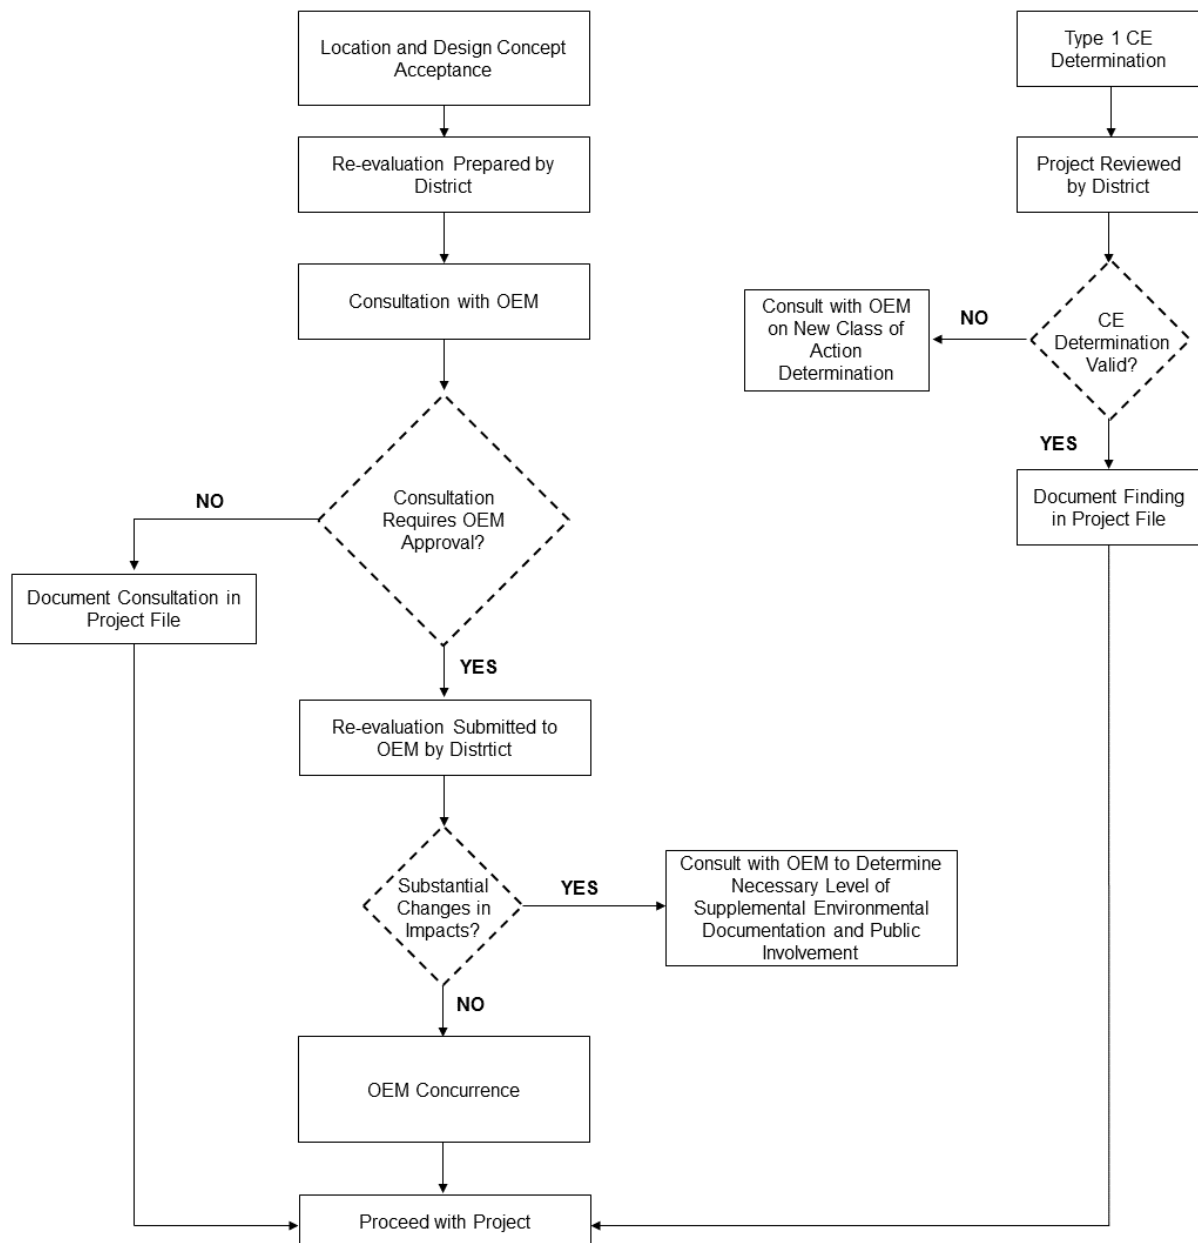 Location and Design Concept
Acceptance
Type 1 CE
Determination
Re-evaluation Prepared by
District
Project Reviewed
by District
Consultation with OEM
Consult with OEM
on New Class of
Action
Determination
NO
CE
Determination
Valid?
YES
NO
Consultation
Requires OEM
Approval?
Document Finding
in Project File
Document Consultation in
Project File
YES
Re-evaluation Submitted to
OEM by Distrtict
Substantial
Changes in
Impacts?
YES
Consult with OEM to Determine
Necessary Level of
Supplemental Environmental
Documentation and Public
Involvement
NO
OEM Concurrence
Proceed with Project